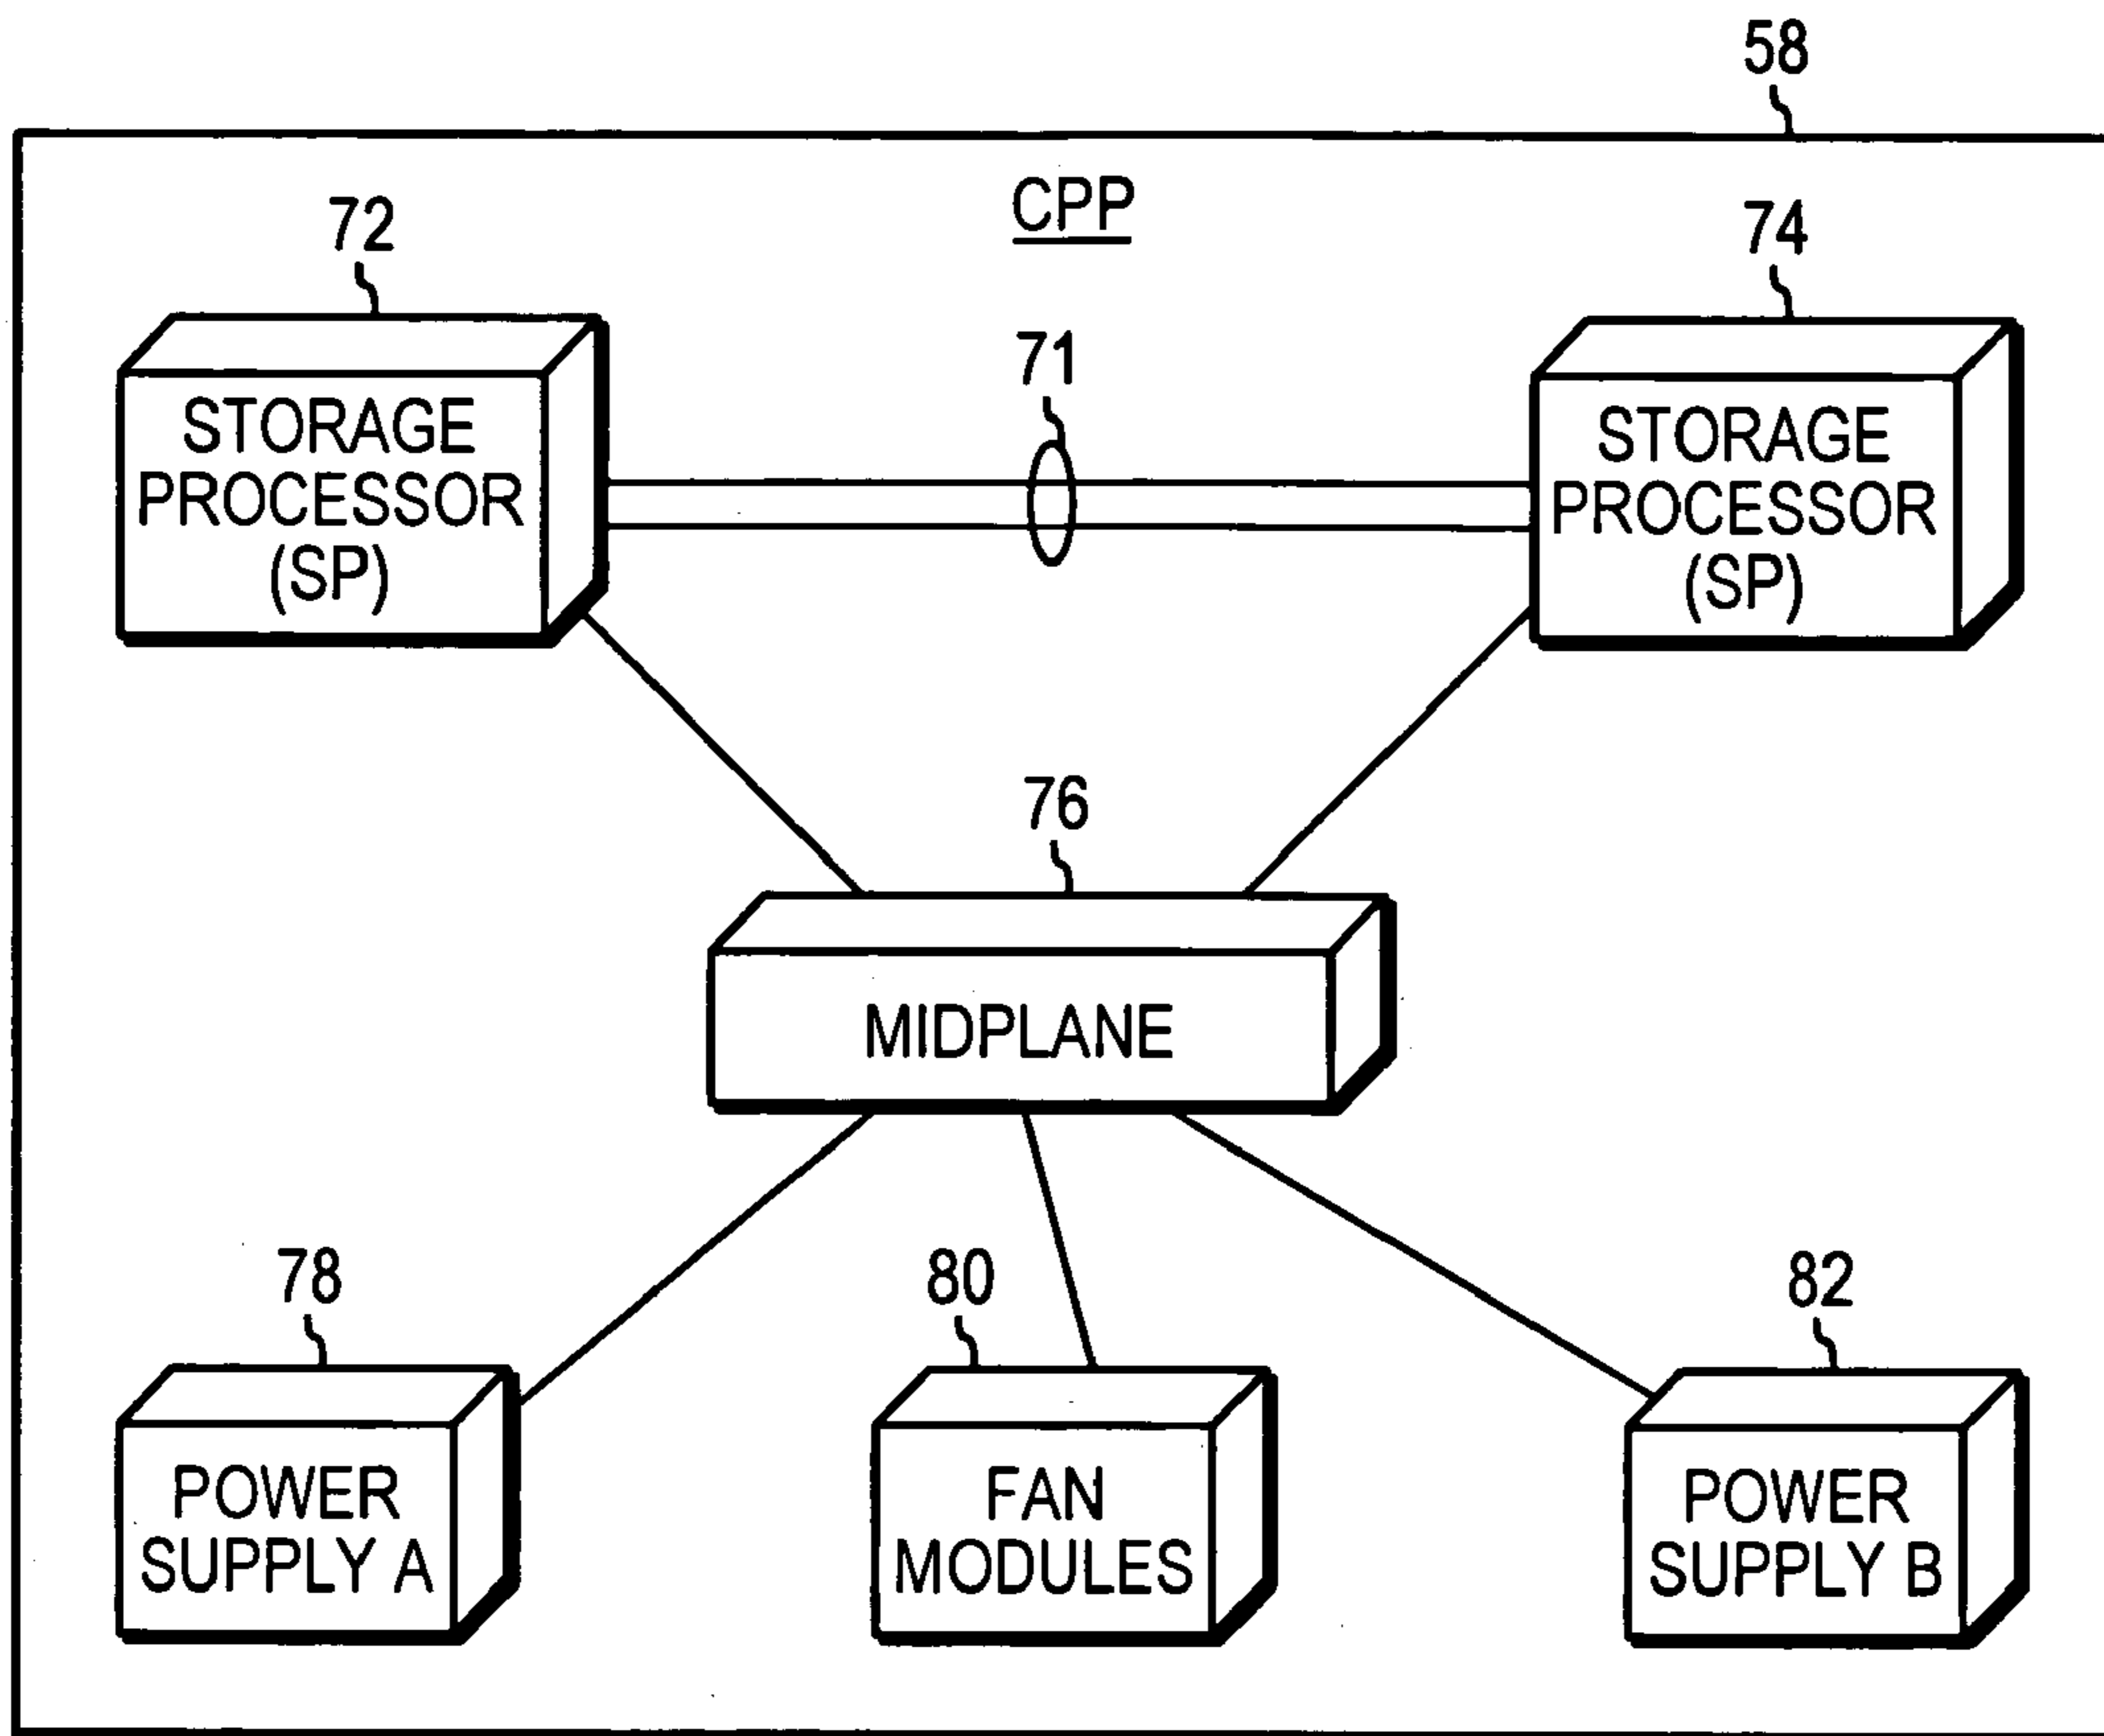 58
CPP
72
74
71
STORAGE
PROCESSOR
(SP)
STORAGE
PROCESSOR
(SP)
76
MIDPLANE
78
80
82
POWER
SUPPLY A
FAN
MODULES
POWER
SUPPLY B